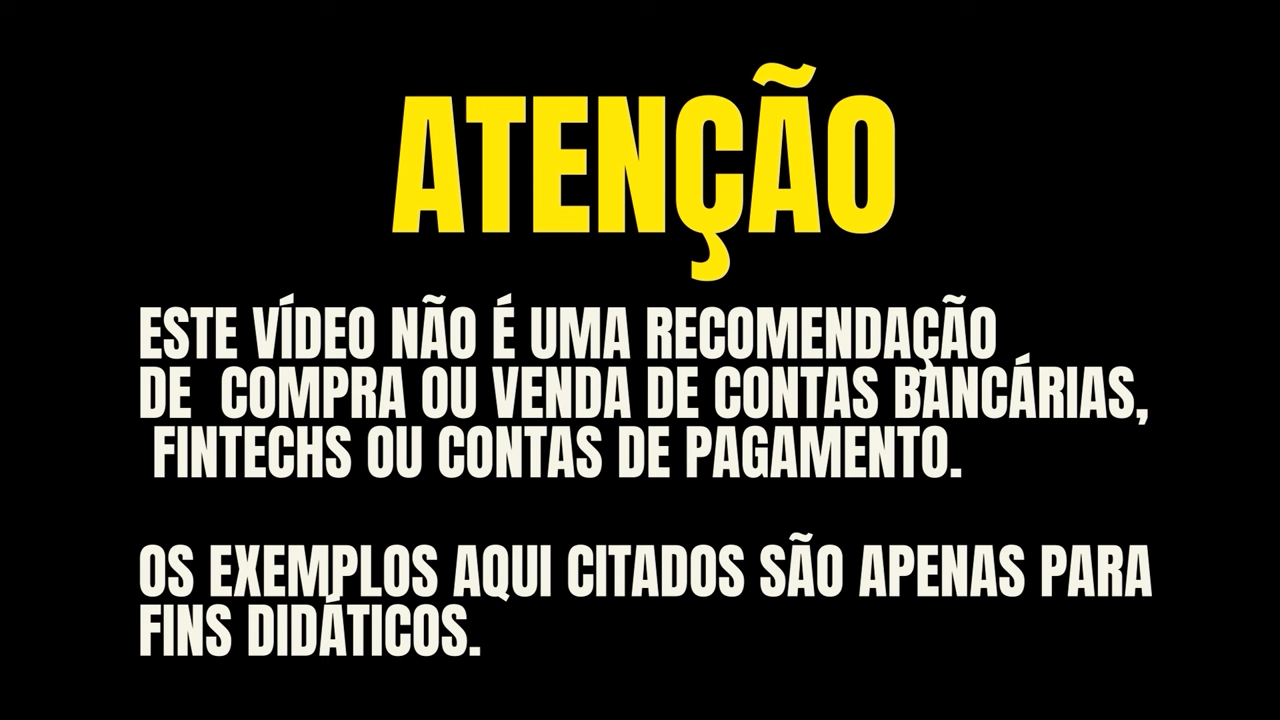 ATENÇÃO
ESTE VÍDEO NÃO É UMA RECOMENDAÇÃO
DE COMPRA OU VENDA DE CONTAS BANCÁRIAS,
FINTECHS OU CONTAS DE PAGAMENTO.
OS EXEMPLOS AQUI CITADOS SÃO APENAS PARA
FINS DIDÁTICOS.